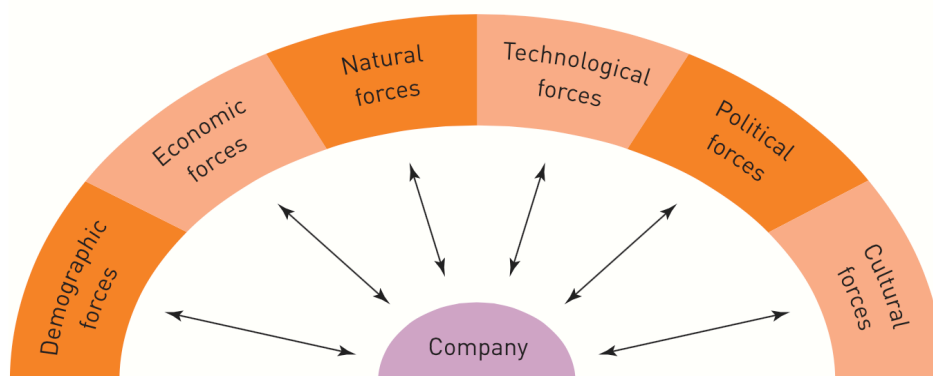 Demographic
forces
Economic
forces
Natural
forces
Technological
forces
Political
forces
Cultural
forces
Company